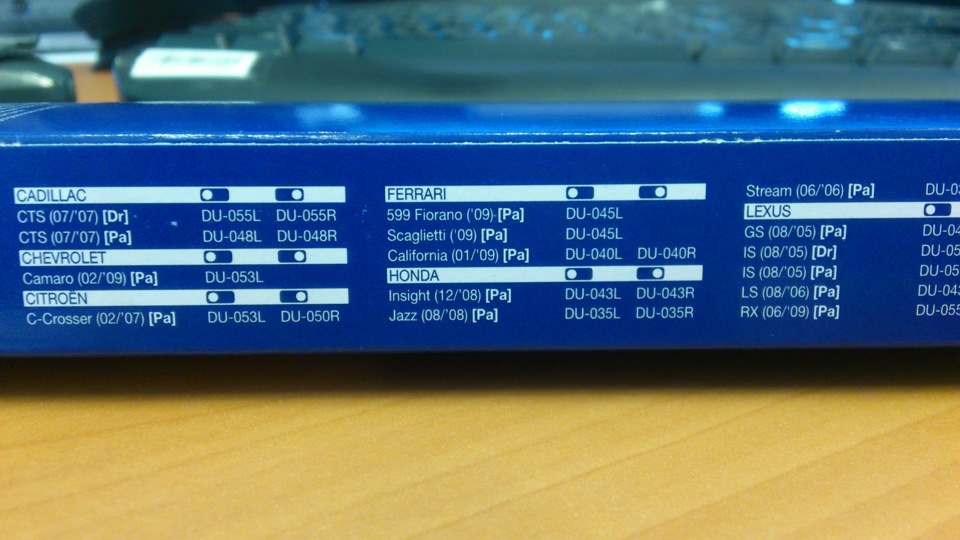 CADILLAC
CTS (07/'07) [Dr] DU-055L DU-055R
CTS (07/'07) [Pa] DU-048L DU-048R
CHEVROLET
Camaro (02/'09) [Pa] DU-053L
CITROËN
C-Crosser (02/'07) [Pa] DU-053L DU-050R
FERRARI
599 Fiorano ('09) [Pa] DU-045L
Scaglietti ('09) [Pa] DU-045L
California (01/'09) [Pa] DU-040L DU-040R
HONDA
Insight (12/'08) [Pa] DU-043L DU-043R
Jazz (08/'08) [Pa] DU-035L DU-035R
Stream (06/'06) [Pa]
LEXUS
GS (08/'05) [Pa]
IS (08/'05) [Dr]
IS (08/'05) [Pa]
LS (08/'06) [Pa]
RX (06/'09) [Pa]